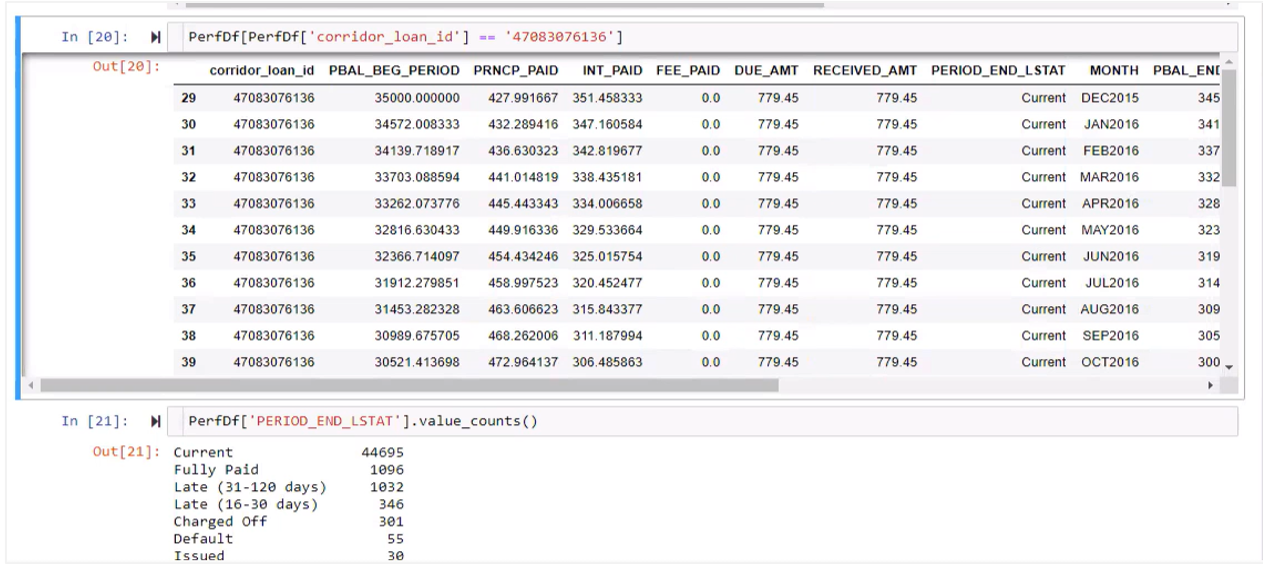 In [20]: PerfDf[PerfDf['corridor_loan_id'] == '47083076136']
Out[20]:
corridor_loan_id PBAL_BEG_PERIOD PRNCP_PAID INT_PAID FEE_PAID DUE_AMT RECEIVED_AMT PERIOD_END_LSTAT MONTH PBAL_END
29 47083076136 35000.000000 427.991667 351.458333 0.0 779.45 779.45 Current DEC2015 345
30 47083076136 34572.008333 432.289416 347.160584 0.0 779.45 779.45 Current JAN2016 341
31 47083076136 34139.718917 436.630323 342.819677 0.0 779.45 779.45 Current FEB2016 337
32 47083076136 33703.088594 441.014819 338.435181 0.0 779.45 779.45 Current MAR2016 332
33 47083076136 33262.073776 445.443343 334.006658 0.0 779.45 779.45 Current APR2016 328
34 47083076136 32816.630433 449.916336 329.533664 0.0 779.45 779.45 Current MAY2016 323
35 47083076136 32366.714097 454.434246 325.015754 0.0 779.45 779.45 Current JUN2016 319
36 47083076136 31912.279851 458.997523 320.452477 0.0 779.45 779.45 Current JUL2016 314
37 47083076136 31453.282328 463.606623 315.843377 0.0 779.45 779.45 Current AUG2016 309
38 47083076136 30989.675705 468.262006 311.187994 0.0 779.45 779.45 Current SEP2016 305
39 47083076136 30521.413698 472.964137 306.485863 0.0 779.45 779.45 Current OCT2016 300
In [21]: PerfDf['PERIOD_END_LSTAT'].value_counts()
Out[21]: Current 44695
Fully Paid 1096
Late (31-120 days) 1032
Late (16-30 days) 346
Charged Off 301
Default 55
Issued 30